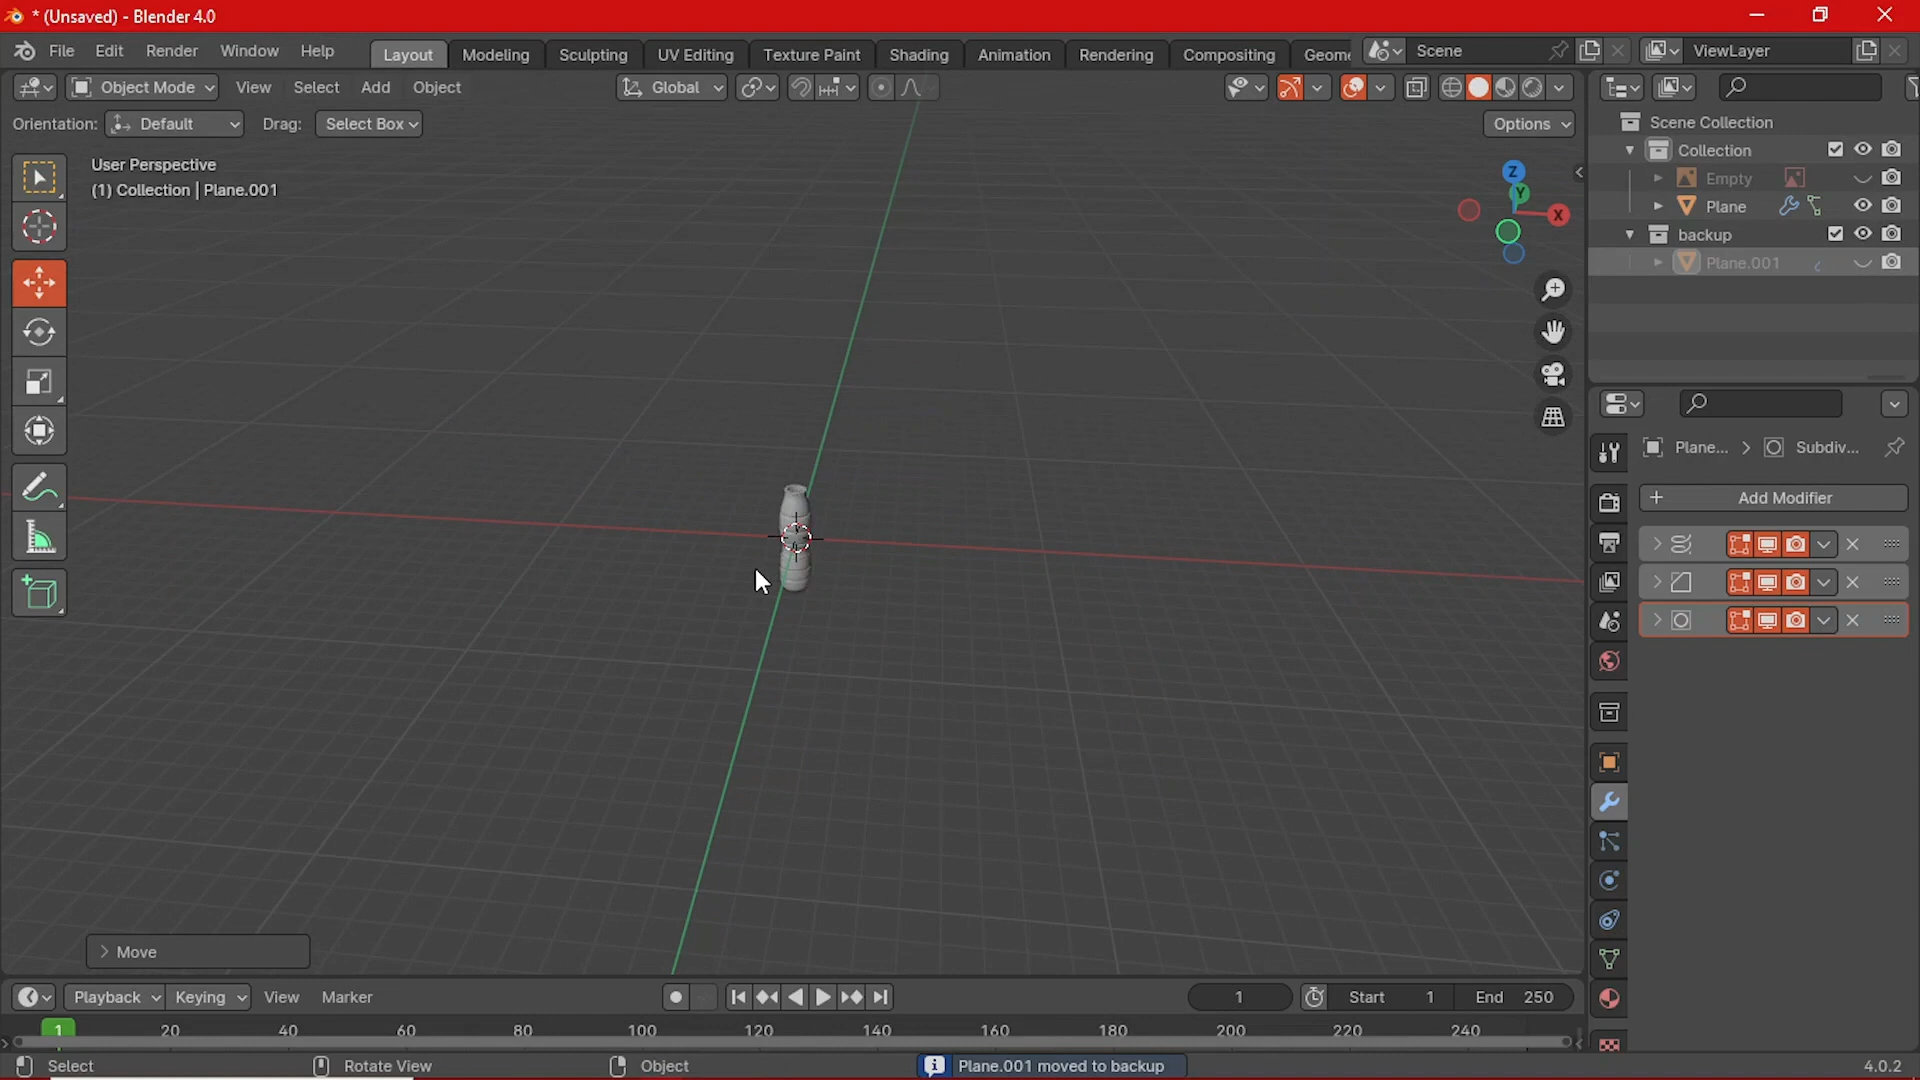 * (Unsaved) - Blender 4.0
File Edit Render Window Help Layout Modeling Sculpting UV Editing Texture Paint Shading Animation Rendering Compositing Geome Scene ViewLayer
Object Mode View Select Add Object Global
Orientation: Default Drag: Select Box Options
User Perspective
(1) Collection | Plane.001
Z
Y
X
Scene Collection
Collection
Empty
Plane
backup
Plane.001
Plane... > Subdiv...
+ Add Modifier
> Move
Playback Keying View Marker 1 Start 1 End 250
1 20 40 60 80 100 120 140 160 180 200 220 240
Select Rotate View Object Plane.001 moved to backup 4.0.2